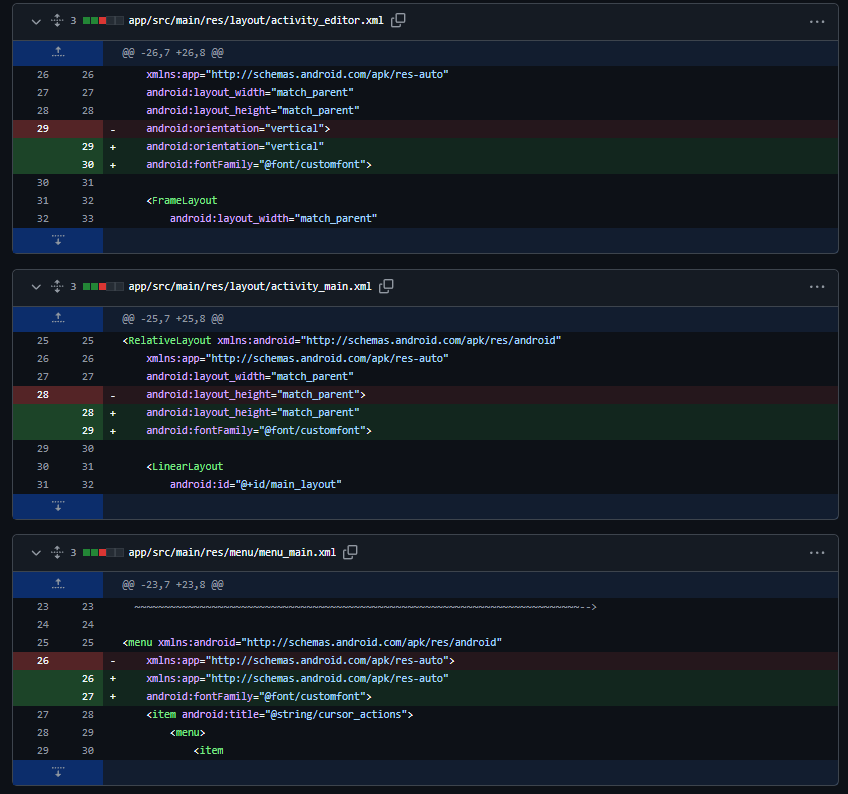 3 app/src/main/res/layout/activity_editor.xml
@@ -26,7 +26,8 @@
26 26 xmlns:app="http://schemas.android.com/apk/res-auto"
27 27 android:layout_width="match_parent"
28 28 android:layout_height="match_parent"
29 - android:orientation="vertical">
29 + android:orientation="vertical"
30 + android:fontFamily="@font/customfont">
30 31
31 32 <FrameLayout
32 33 android:layout_width="match_parent"
3 app/src/main/res/layout/activity_main.xml
@@ -25,7 +25,8 @@
25 25 <RelativeLayout xmlns:android="http://schemas.android.com/apk/res/android"
26 26 xmlns:app="http://schemas.android.com/apk/res-auto"
27 27 android:layout_width="match_parent"
28 - android:layout_height="match_parent">
28 + android:layout_height="match_parent"
29 + android:fontFamily="@font/customfont">
29 30
30 31 <LinearLayout
31 32 android:id="@+id/main_layout"
3 app/src/main/res/menu/menu_main.xml
@@ -23,7 +23,8 @@
23 23 ~~~~~~~~~~~~~~~~~~~~~~~~~~~~~~~~~~~~~~~~~~~~~~~~~~~~~~~~~~~~~~~~~~~~~~~~~~~-->
24 24
25 25 <menu xmlns:android="http://schemas.android.com/apk/res/android"
26 - xmlns:app="http://schemas.android.com/apk/res-auto">
26 + xmlns:app="http://schemas.android.com/apk/res-auto"
27 + android:fontFamily="@font/customfont">
27 28 <item android:title="@string/cursor_actions">
28 29 <menu>
29 30 <item